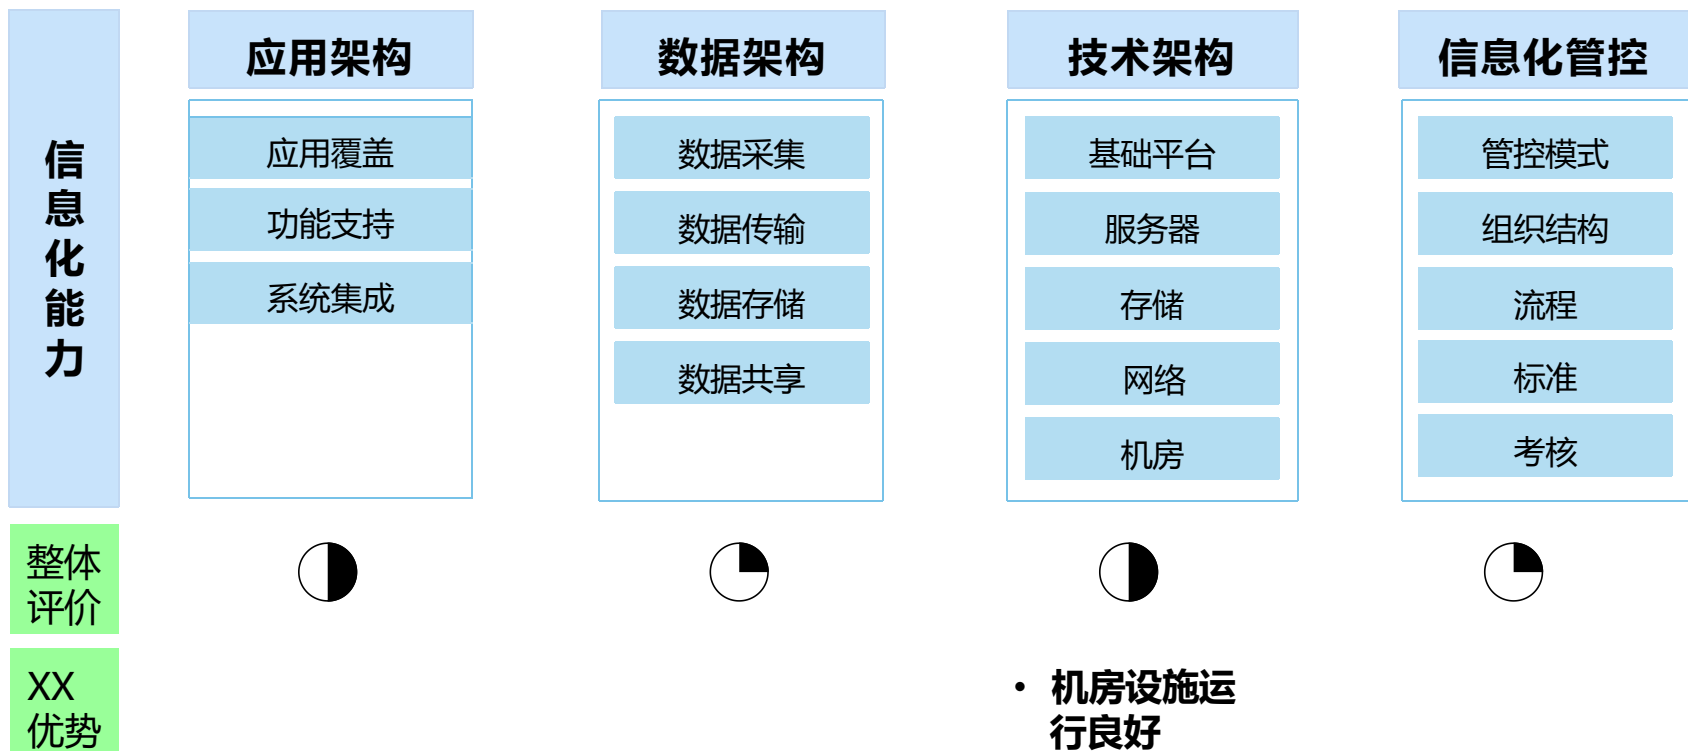 信息化能力
应用架构
应用覆盖
功能支持
系统集成
数据架构
数据采集
数据传输
数据存储
数据共享
技术架构
基础平台
服务器
存储
网络
机房
信息化管控
管控模式
组织结构
流程
标准
考核
整体
评价
XX
优势
• 机房设施运
行良好